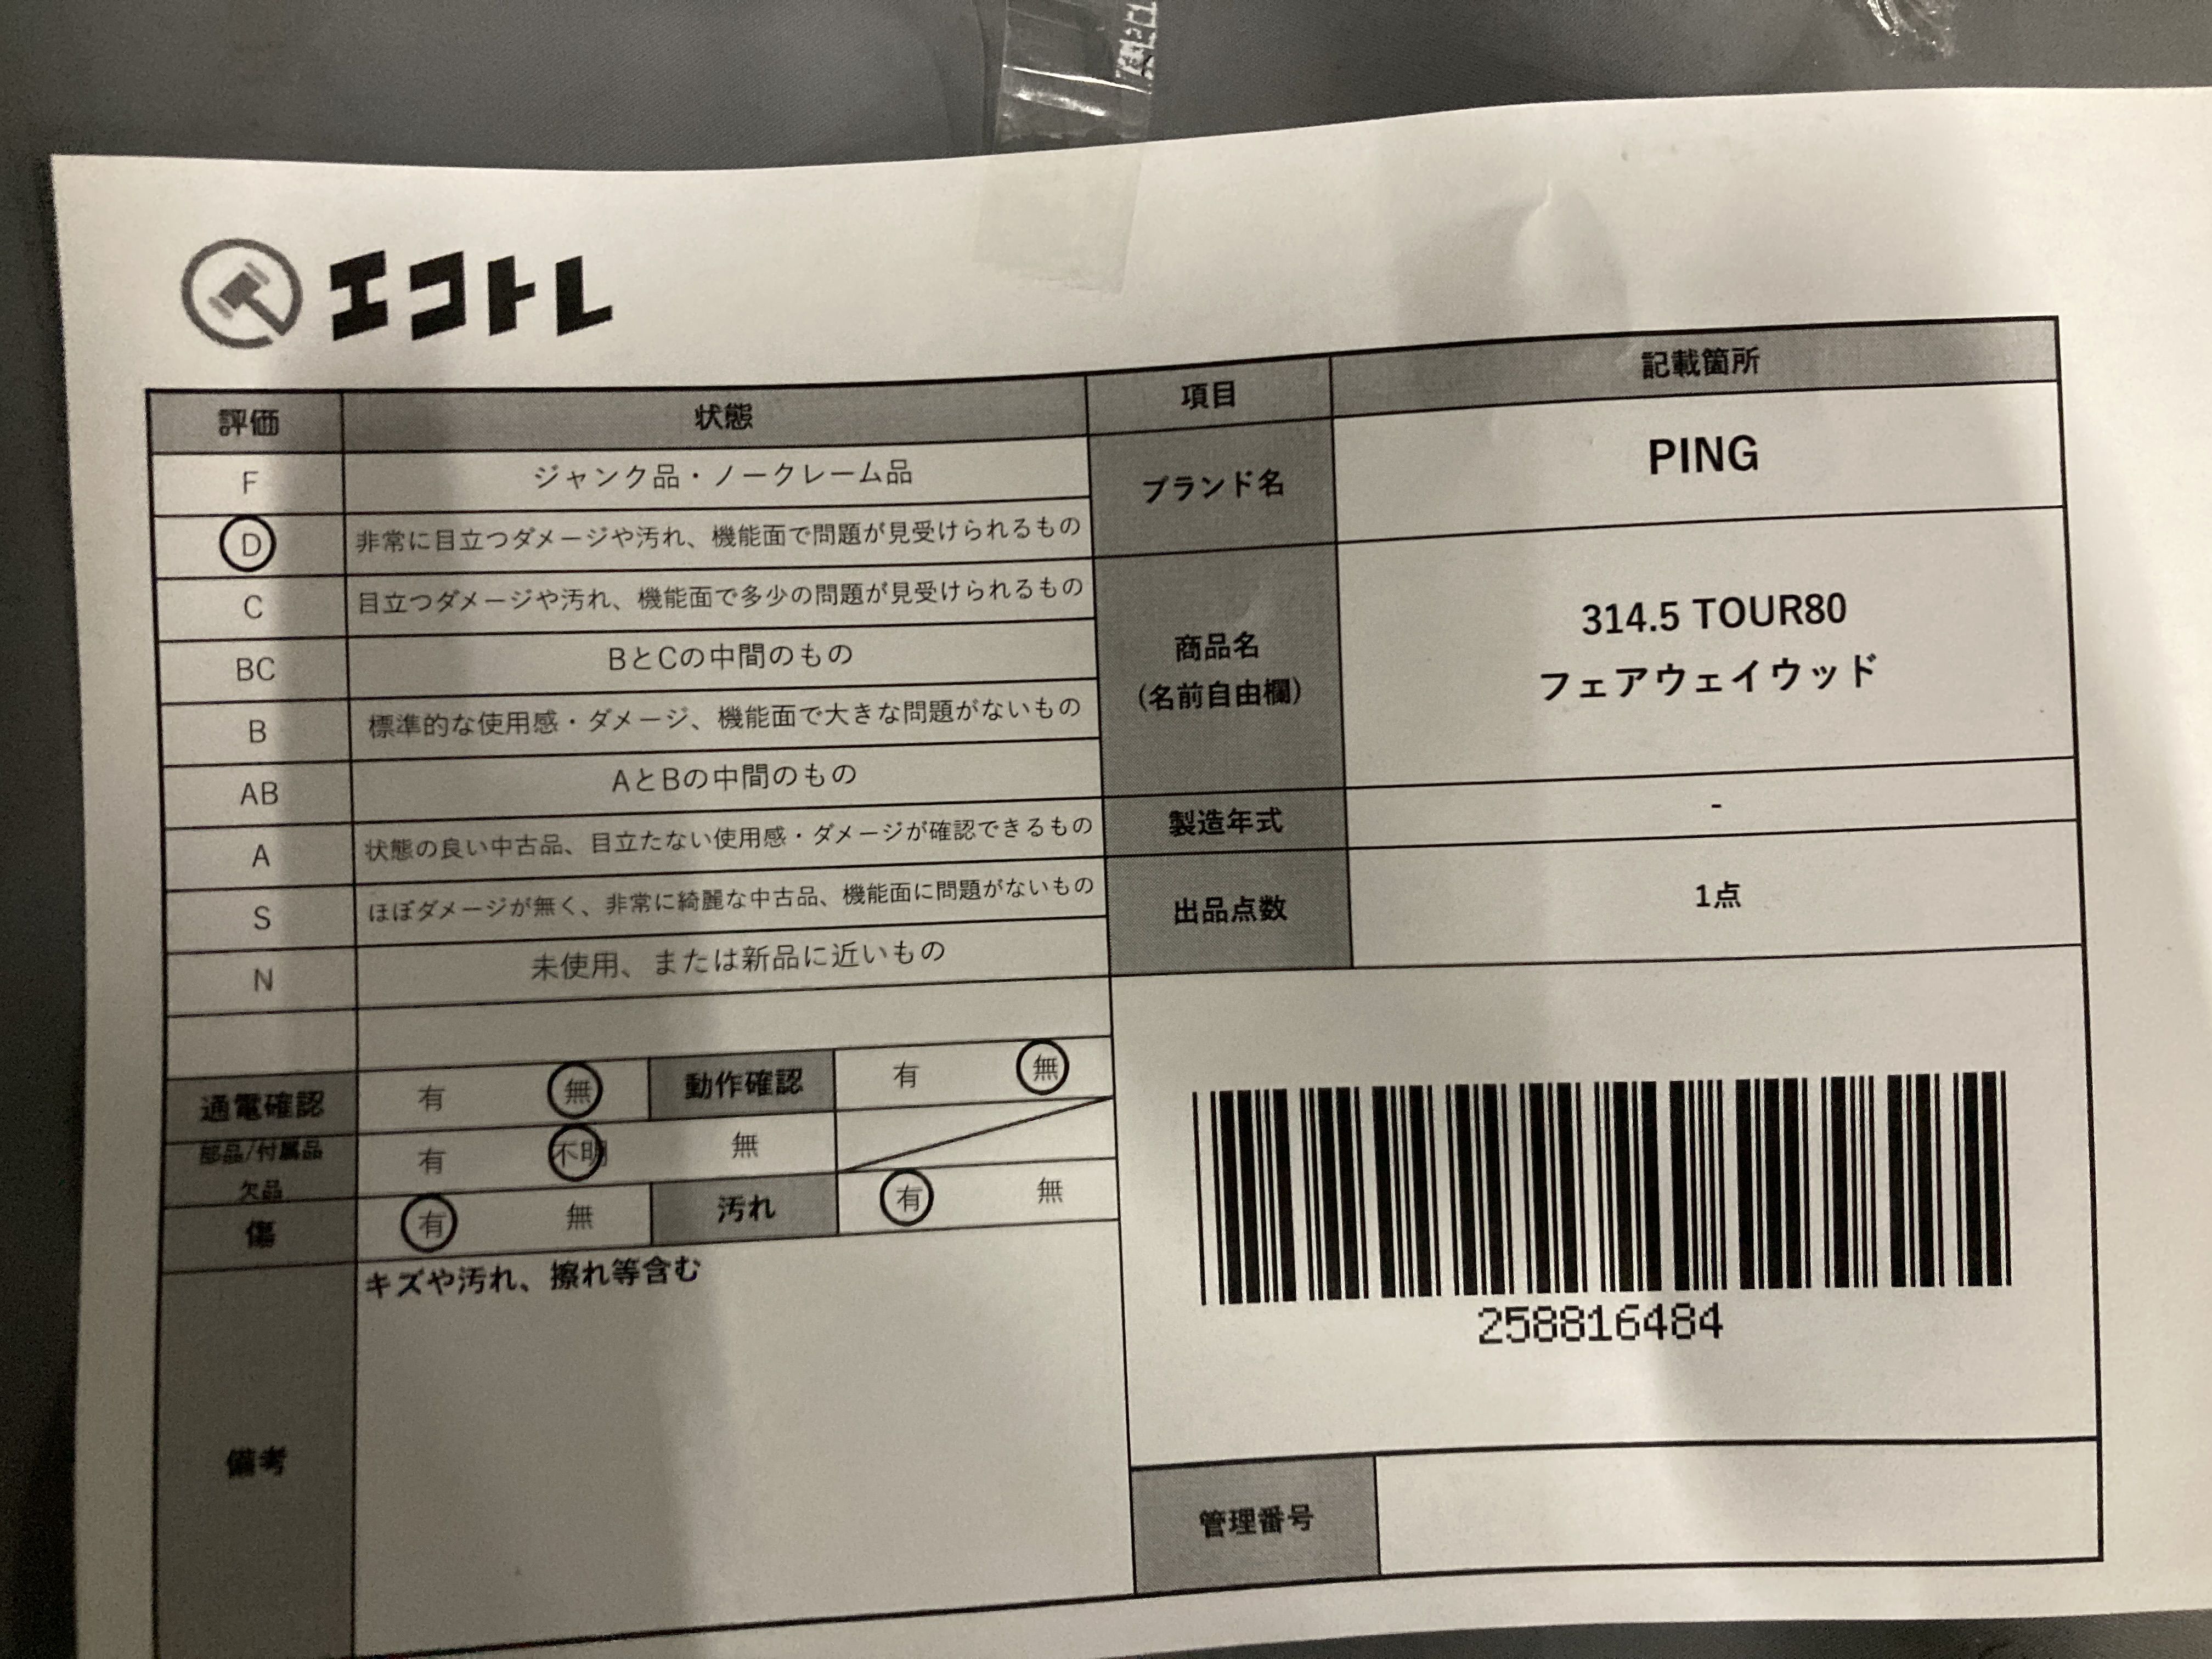 エコトレ
評価 状態 項目 記載箇所
F ジャンク品・ノークレーム品
D 非常に目立つダメージや汚れ、機能面で問題が見受けられるもの
C 目立つダメージや汚れ、機能面で多少の問題が見受けられるもの
BC BとCの中間のもの
B 標準的な使用感・ダメージ、機能面で大きな問題がないもの
AB AとBの中間のもの
A 状態の良い中古品、目立たない使用感・ダメージが確認できるもの
S ほぼダメージが無く、非常に綺麗な中古品、機能面に問題がないもの
N 未使用、または新品に近いもの
ブランド名 PING
商品名
(名前自由欄)
314.5 TOUR80
フェアウェイウッド
製造年式 -
出品点数 1点
通電確認 有 無 動作確認 有 無
部品/付属品
欠品
有 不明 無
傷 有 無 汚れ 有 無
備考 キズや汚れ、擦れ等含む
258816484
管理番号